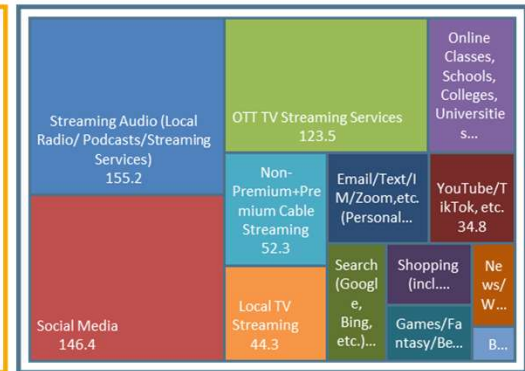 Streaming Audio (Local
Radio/ Podcasts/Streaming
Services)
155.2
Social Media
146.4
OTT TV Streaming Services
123.5
Non-
Premium+Pre
mium Cable
Streaming
52.3
Local TV
Streaming
44.3
Online
Classes,
Schools,
Colleges,
Universitie
s...
Email/Text/I
M/Zoom,etc.
(Personal...
YouTube/T
ikTok, etc.
34.8
Search
(Googl
e,
Bing,
etc.)...
Shopping
(incl....
Games/Fa
ntasy/Be...
Ne
ws/
W...
B...